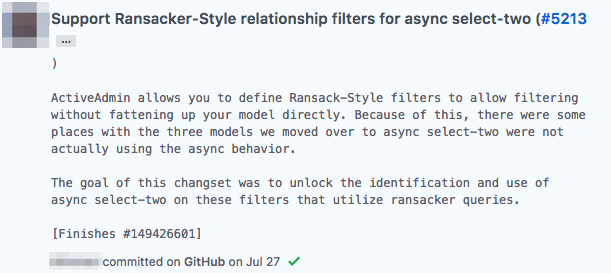 Support Ransacker-Style relationship filters for async select-two (#5213
...
)
ActiveAdmin allows you to define Ransack-Style filters to allow filtering
without fattening up your model directly. Because of this, there were some
places with the three models we moved over to async select-two were not
actually using the async behavior.
The goal of this changset was to unlock the identification and use of
async select-two on these filters that utilize ransacker queries.
[Finishes #149426601]
committed on GitHub on Jul 27 ✓